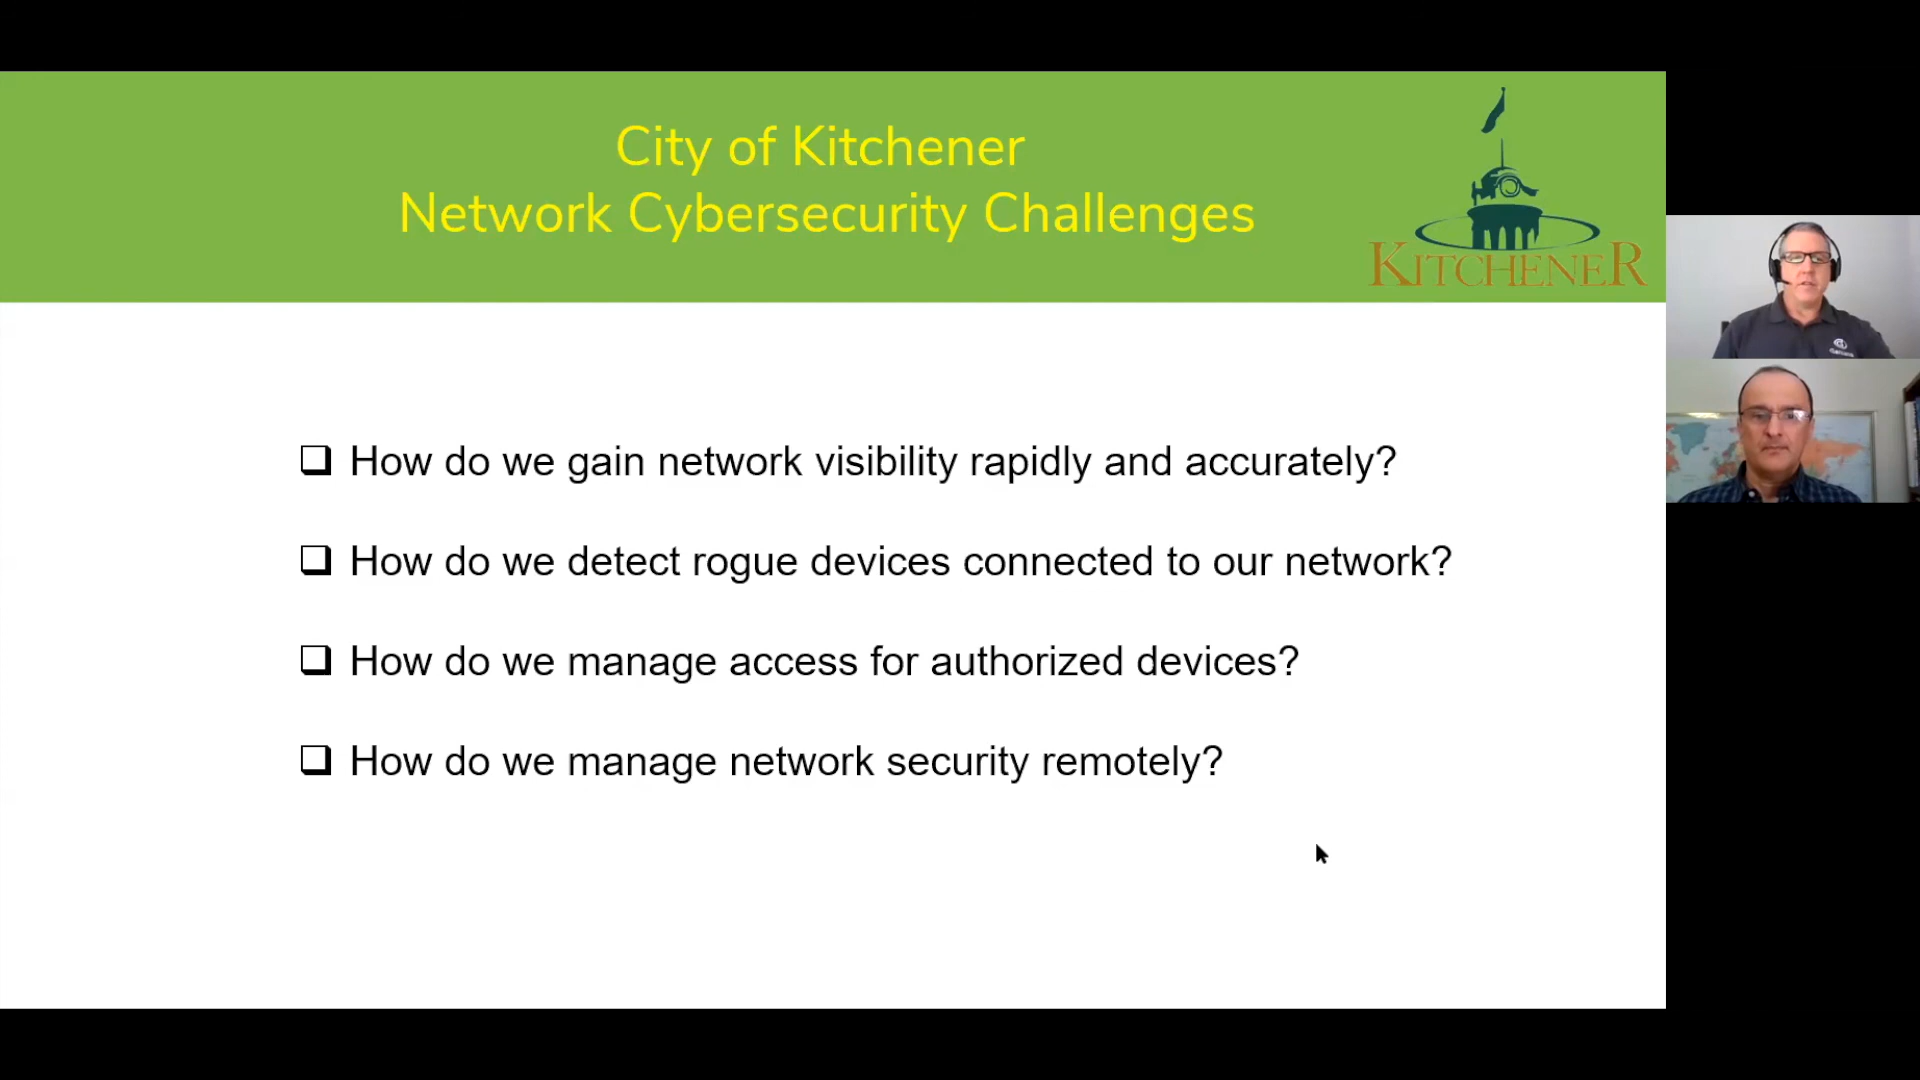 City of Kitchener
Network Cybersecurity Challenges
KITCHENER
How do we gain network visibility rapidly and accurately?
How do we detect rogue devices connected to our network?
How do we manage access for authorized devices?
How do we manage network security remotely?